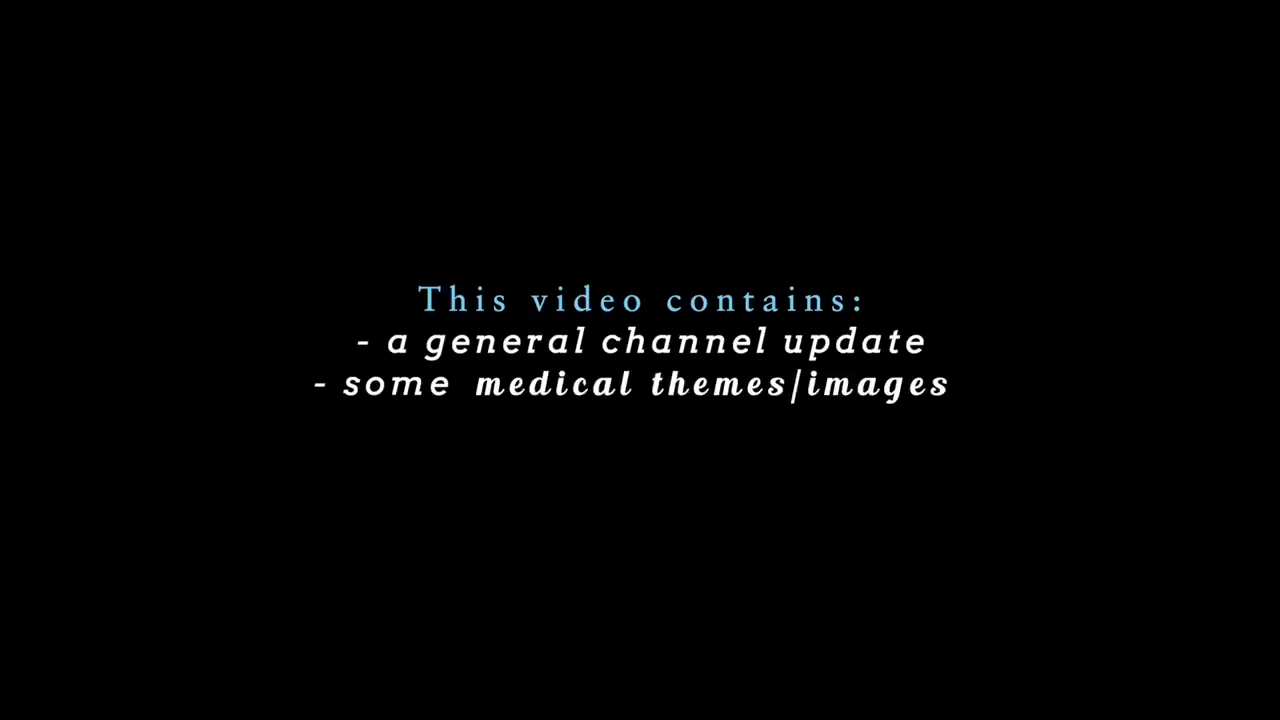 This video contains:
- a general channel update
- some medical themes/images